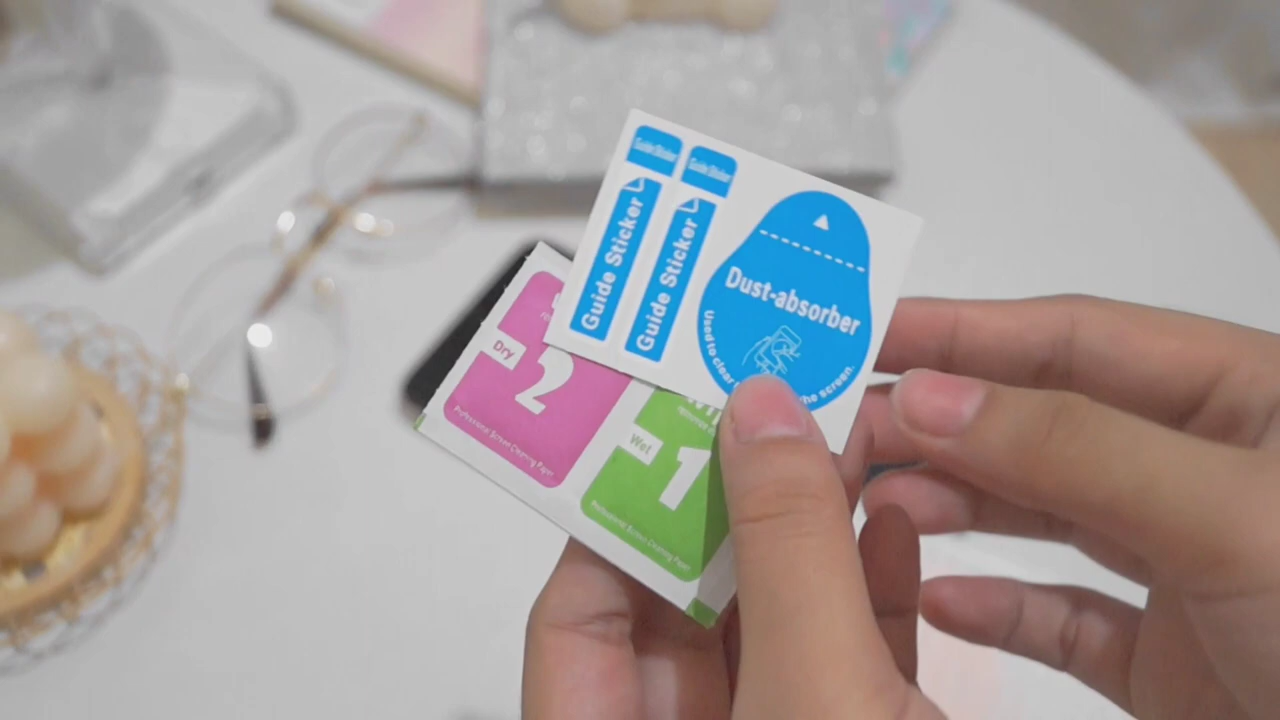 Guide Sticker
Guide Sticker
Guide Sticker
Guide Sticker
Dust-absorber
Used to clear
the screen.
Dry
2
Professional Screen Cleaning Paper
Wet
1
Professional Screen Cleaning Paper